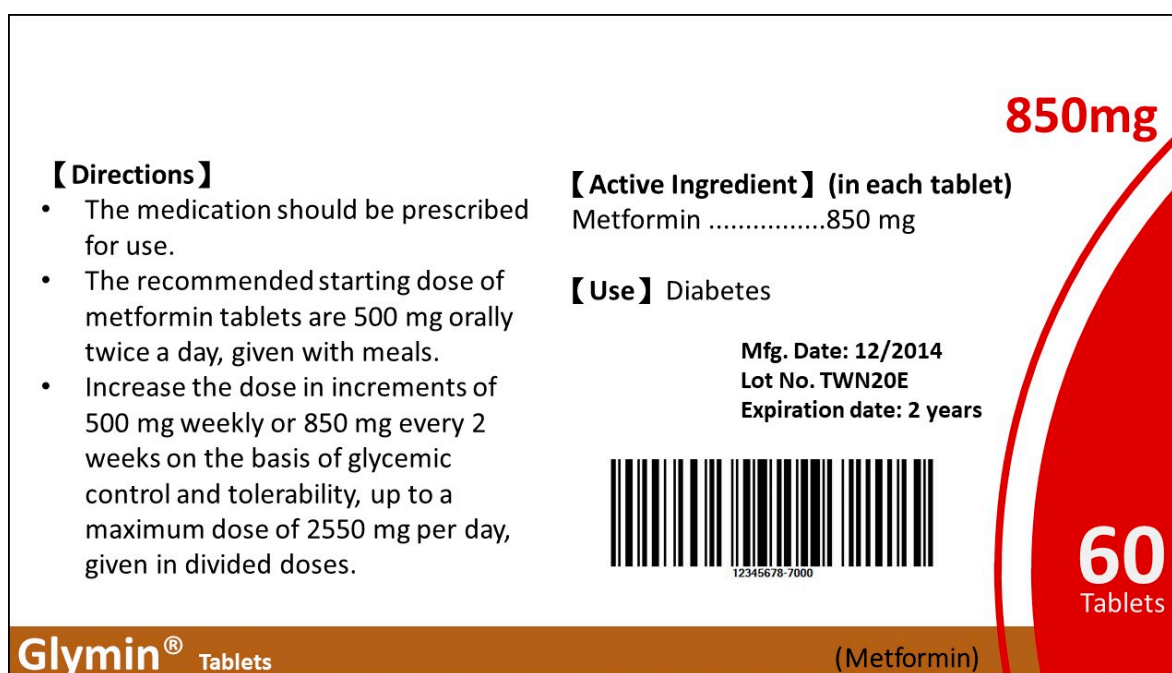 850mg
【Directions】
• The medication should be prescribed
for use.
• The recommended starting dose of
metformin tablets are 500 mg orally
twice a day, given with meals.
• Increase the dose in increments of
500 mg weekly or 850 mg every 2
weeks on the basis of glycemic
control and tolerability, up to a
maximum dose of 2550 mg per day,
given in divided doses.
【Active Ingredient】 (in each tablet)
Metformin ................850 mg
【Use】 Diabetes
Mfg. Date: 12/2014
Lot No. TWN20E
Expiration date: 2 years
12345678-7000
60
Tablets
Glymin® Tablets
(Metformin)